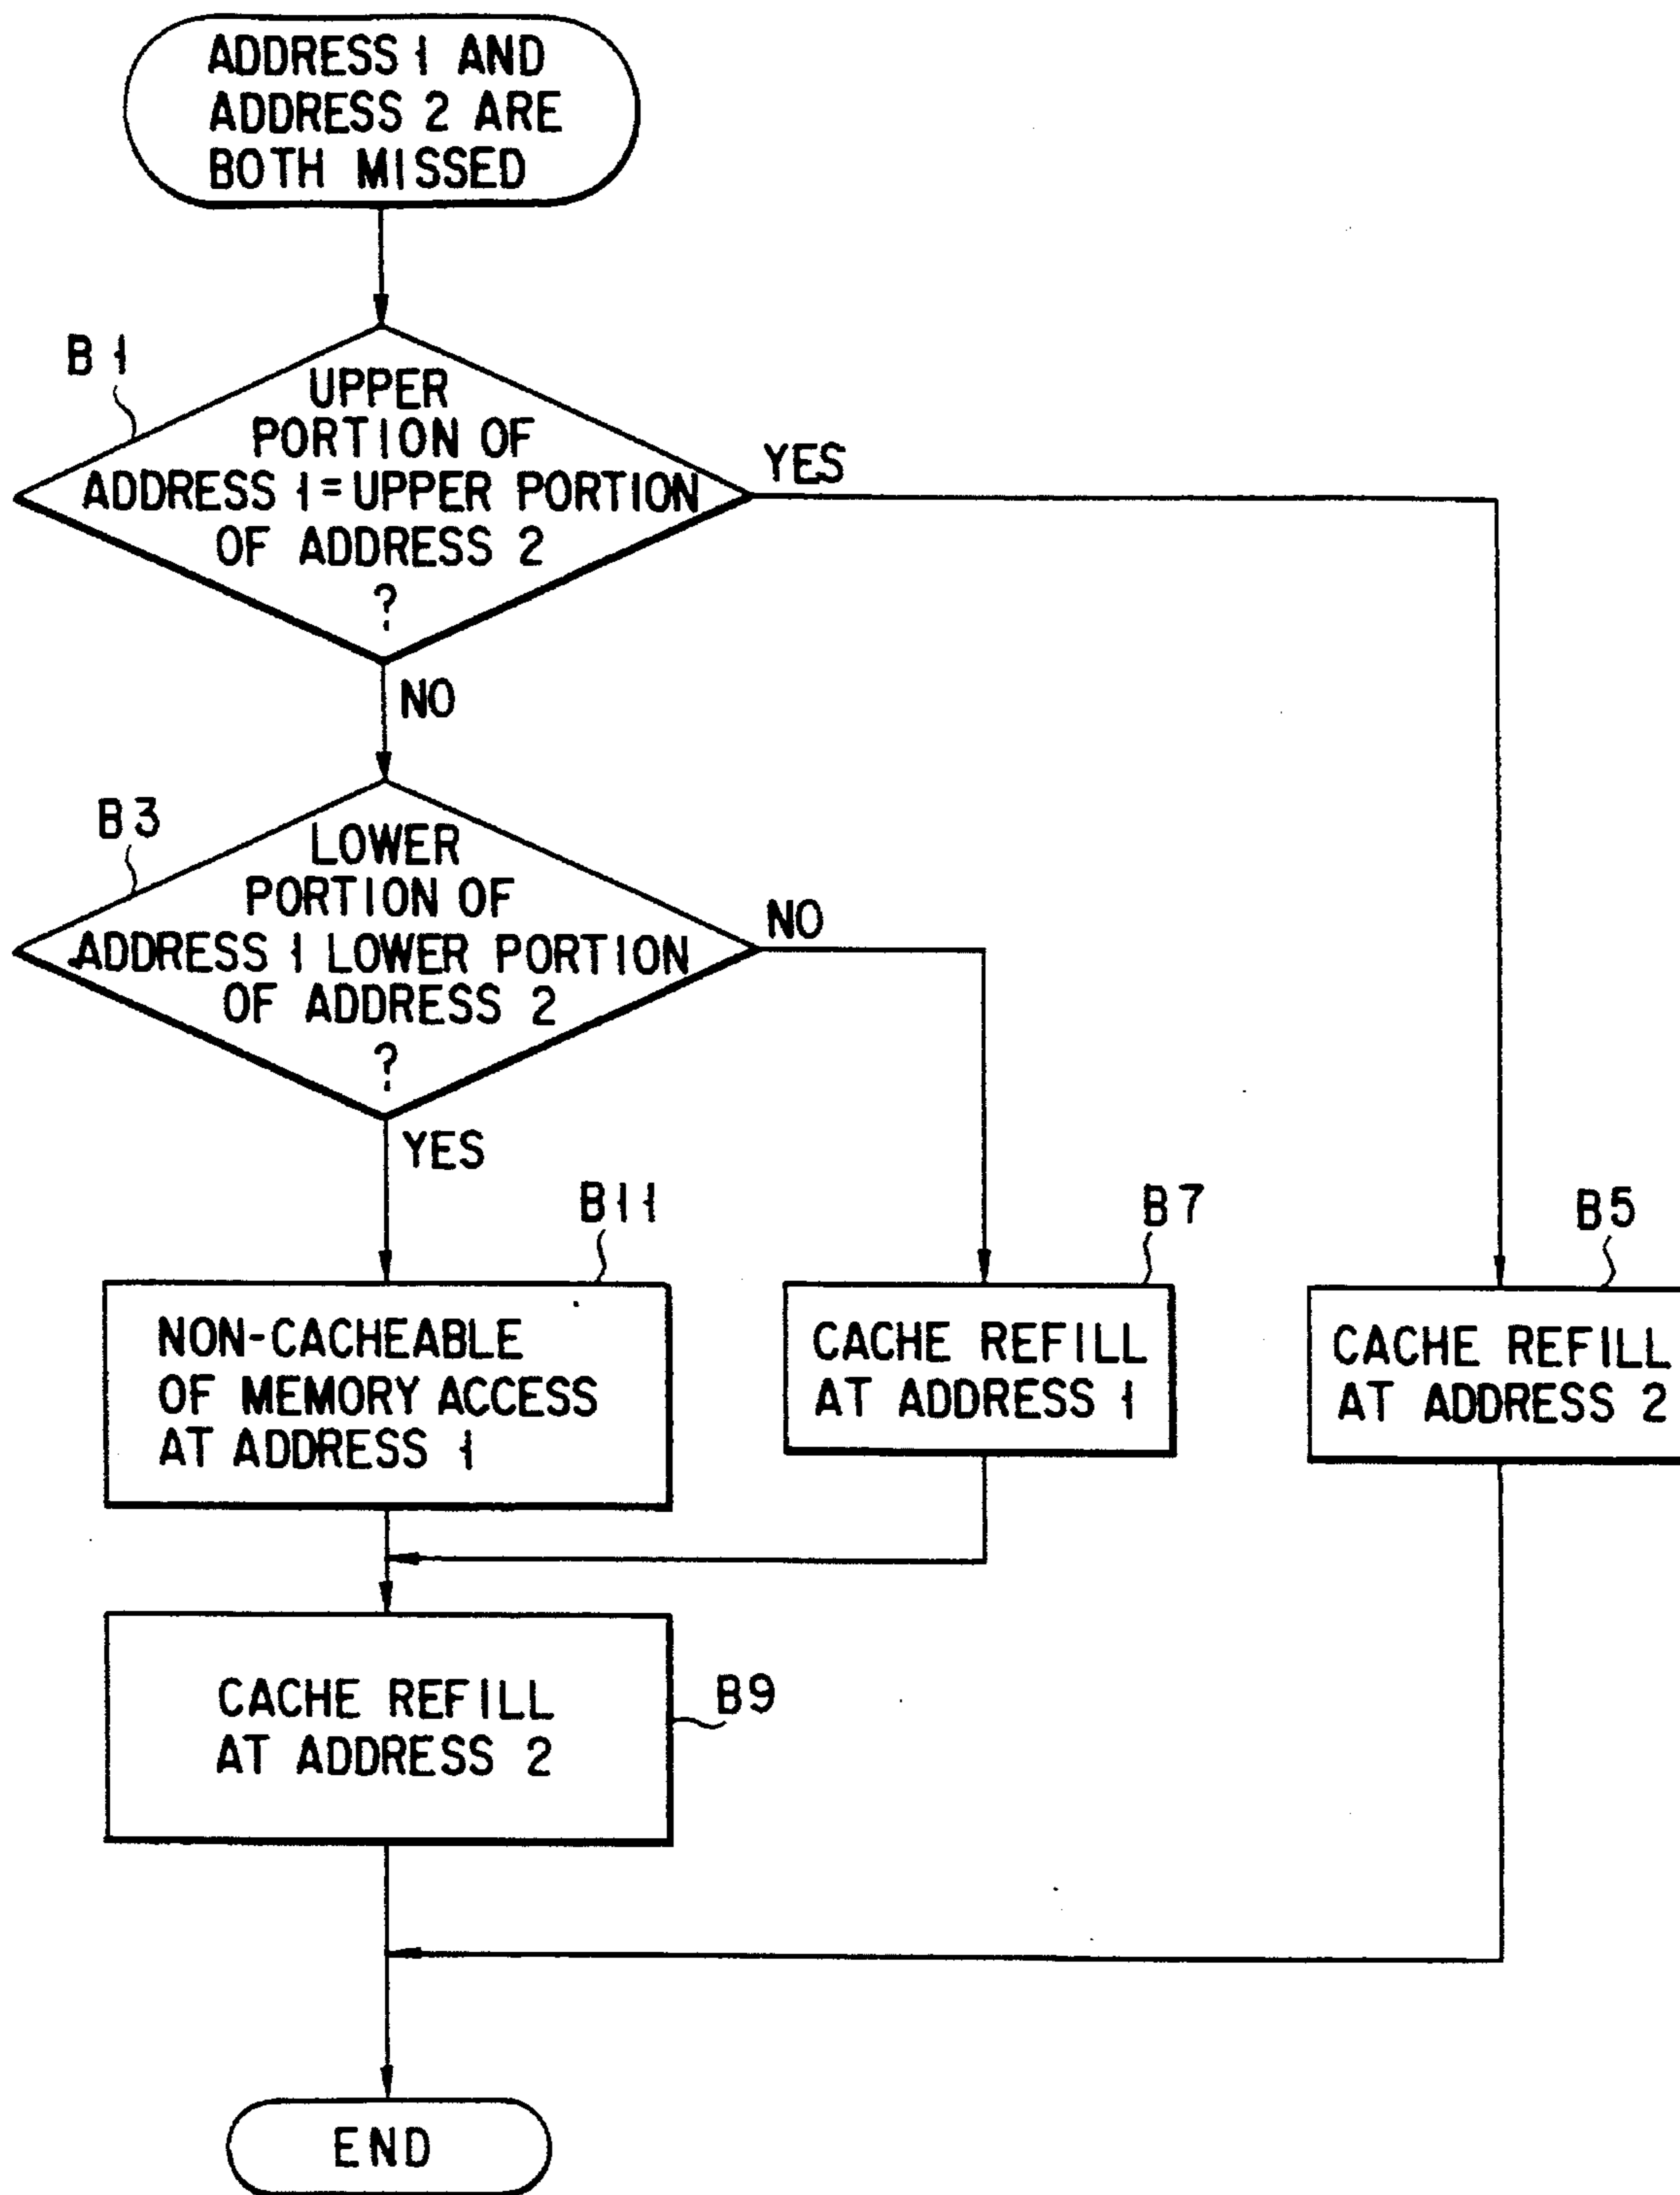 ADDRESS 1 AND
ADDRESS 2 ARE
BOTH MISSED
B1
UPPER
PORTION OF
ADDRESS 1=UPPER PORTION
OF ADDRESS 2
?
YES
NO
B3
LOWER
PORTION OF
ADDRESS 1 LOWER PORTION
OF ADDRESS 2
?
NO
YES
B11
NON-CACHEABLE
OF MEMORY ACCESS
AT ADDRESS 1
B7
CACHE REFILL
AT ADDRESS 1
B5
CACHE REFILL
AT ADDRESS 2
CACHE REFILL
AT ADDRESS 2
B9
END